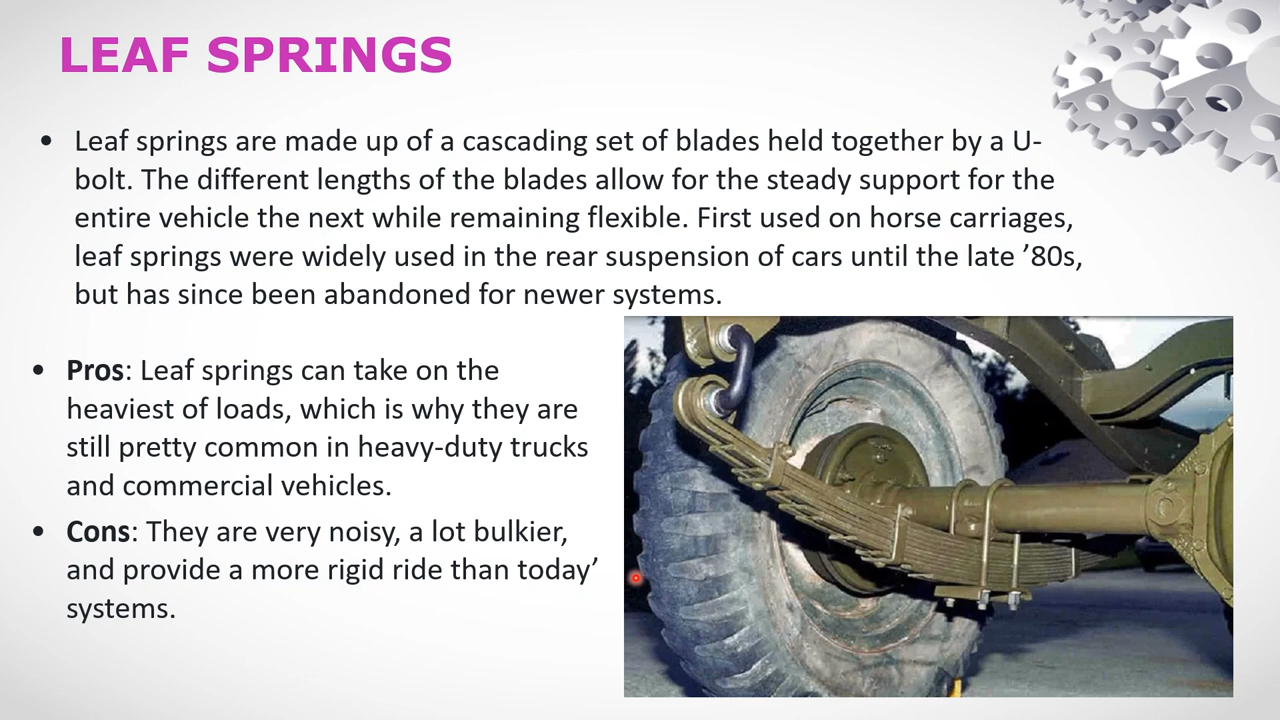 LEAF SPRINGS
• Leaf springs are made up of a cascading set of blades held together by a U-
bolt. The different lengths of the blades allow for the steady support for the
entire vehicle the next while remaining flexible. First used on horse carriages,
leaf springs were widely used in the rear suspension of cars until the late ’80s,
but has since been abandoned for newer systems.
• Pros: Leaf springs can take on the
heaviest of loads, which is why they are
still pretty common in heavy-duty trucks
and commercial vehicles.
• Cons: They are very noisy, a lot bulkier,
and provide a more rigid ride than today’
systems.